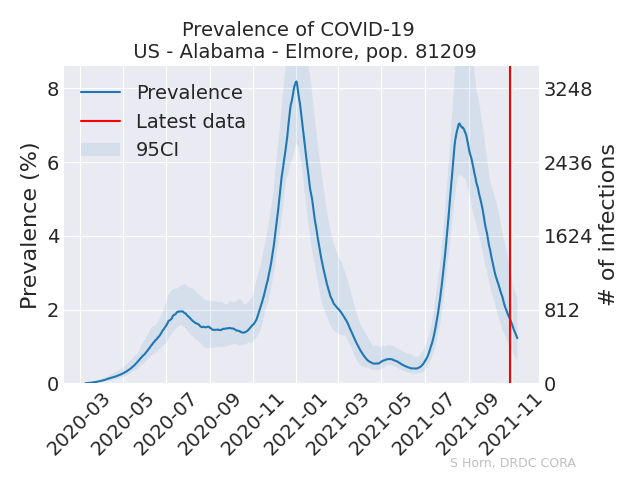 Prevalence of COVID-19
US - Alabama - Elmore, pop. 81209
Prevalence
Latest data
95CI
Prevalence (%)
8
6
4
2
0
3248
2436
1624
812
0
# of infections
2020-03
2020-05
2020-07
2020-09
2020-11
2021-01
2021-03
2021-05
2021-07
2021-09
2021-11
S Horn, DRDC CORA